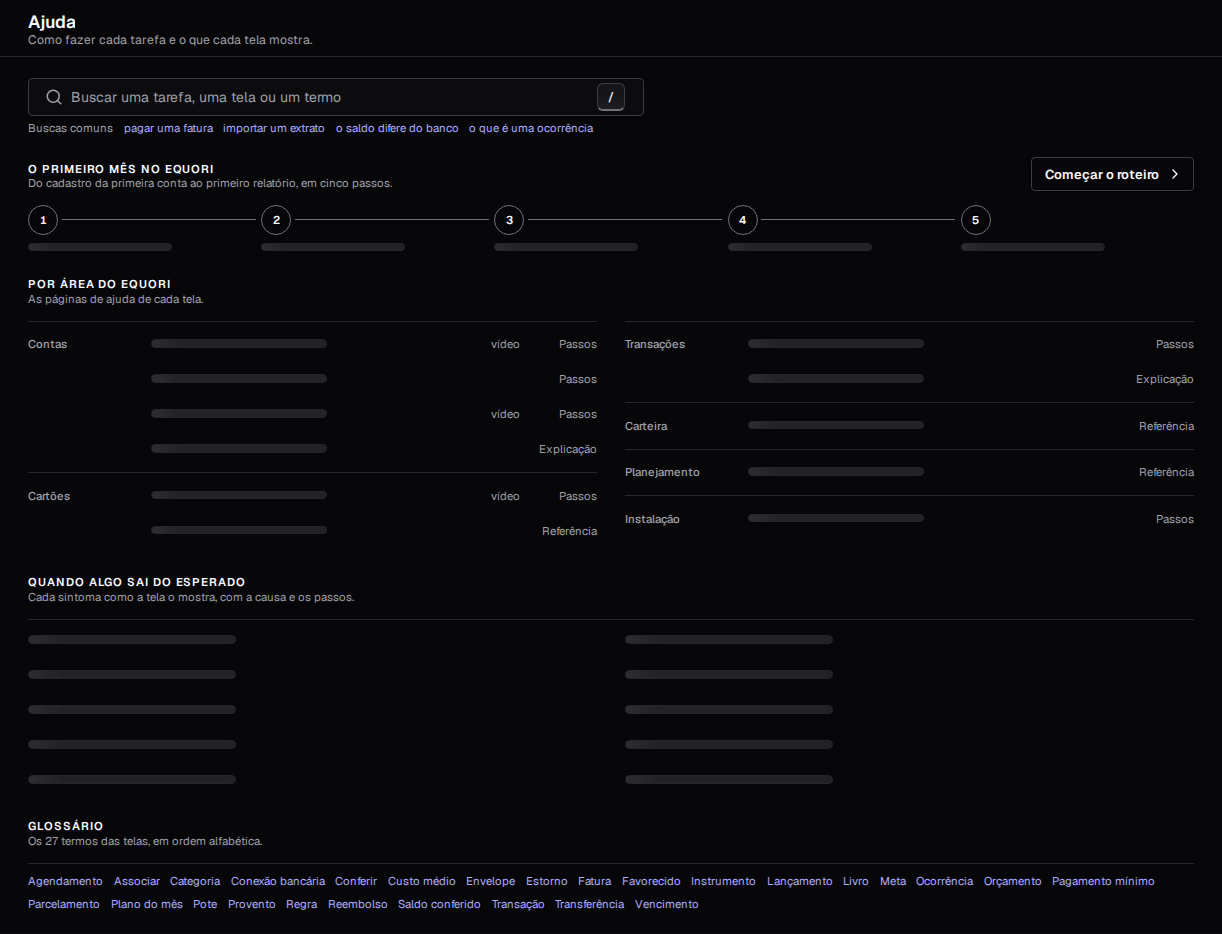 Ajuda
Como fazer cada tarefa e o que cada tela mostra.
Buscar uma tarefa, uma tela ou um termo /
Buscas comuns pagar uma fatura importar um extrato o saldo difere do banco o que é uma ocorrência
O PRIMEIRO MÊS NO EQUORI
Do cadastro da primeira conta ao primeiro relatório, em cinco passos.
Começar o roteiro
1 2 3 4 5
POR ÁREA DO EQUORI
As páginas de ajuda de cada tela.
Contas vídeo Passos
Passos
vídeo Passos
Explicação
Cartões vídeo Passos
Referência
Transações Passos
Explicação
Carteira Referência
Planejamento Referência
Instalação Passos
QUANDO ALGO SAI DO ESPERADO
Cada sintoma como a tela o mostra, com a causa e os passos.
GLOSSÁRIO
Os 27 termos das telas, em ordem alfabética.
Agendamento Associar Categoria Conexão bancária Conferir Custo médio Envelope Estorno Fatura Favorecido Instrumento Lançamento Livro Meta Ocorrência Orçamento Pagamento mínimo
Parcelamento Plano do mês Pote Provento Regra Reembolso Saldo conferido Transação Transferência Vencimento